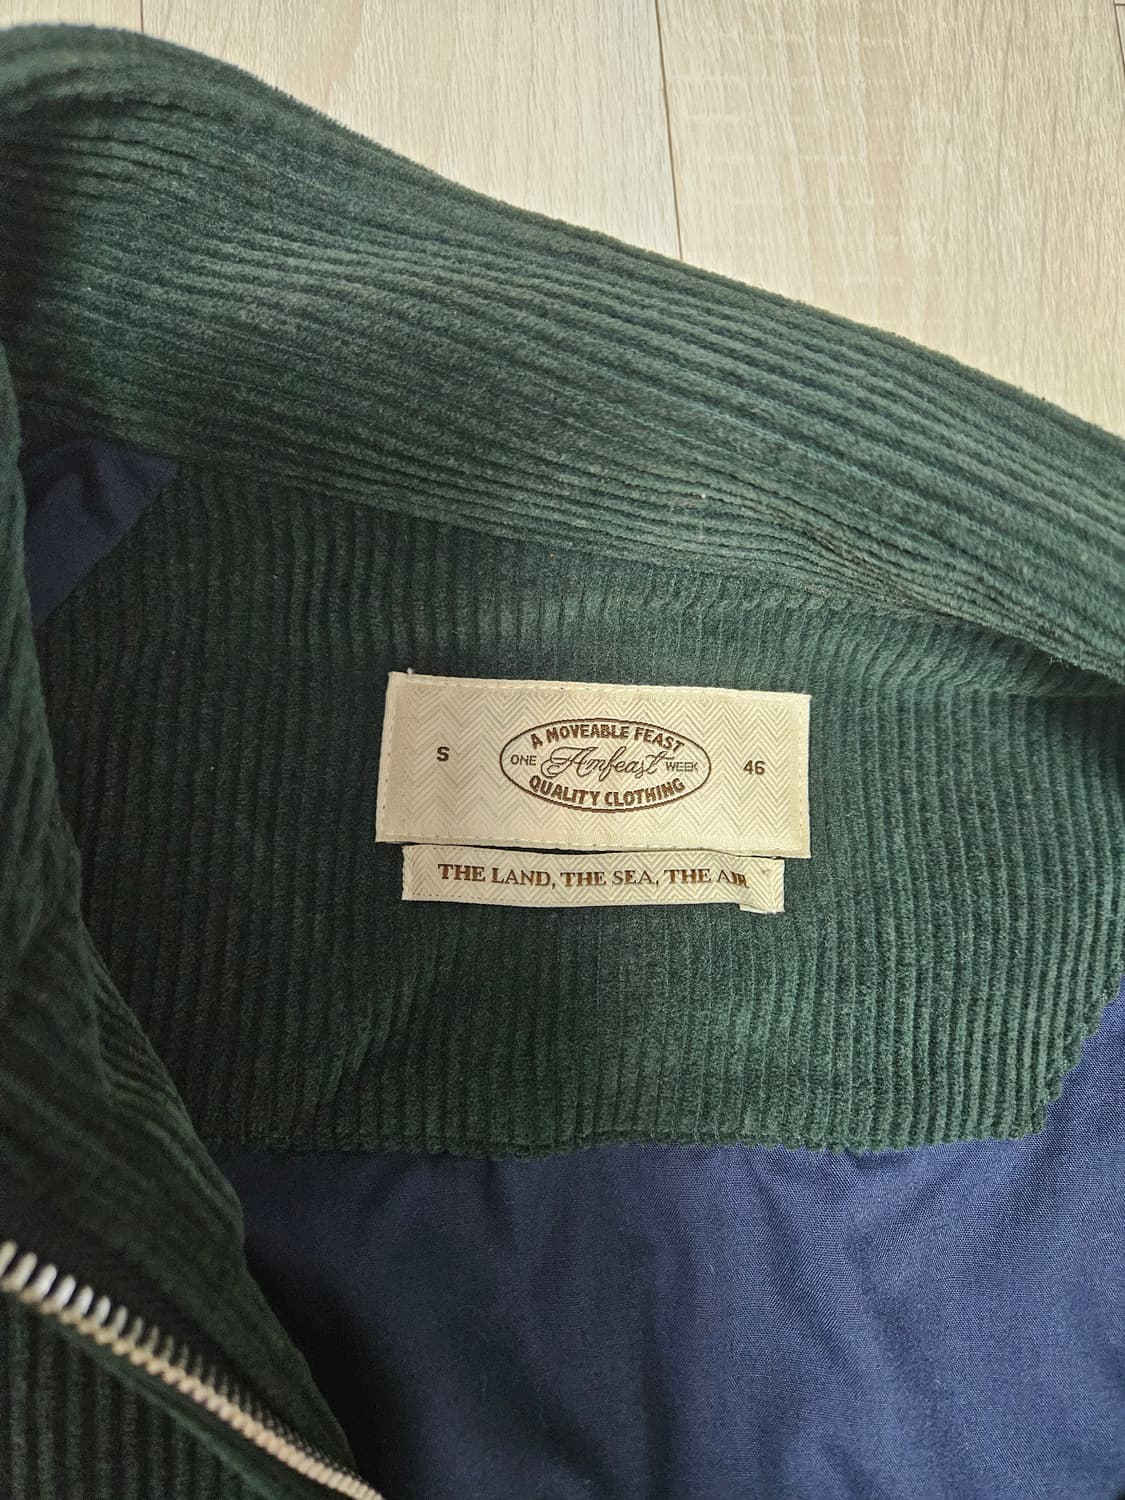 S
A MOVEABLE FEAST
ONE Amfeast WEEK
QUALITY CLOTHING
46
THE LAND, THE SEA, THE AIR